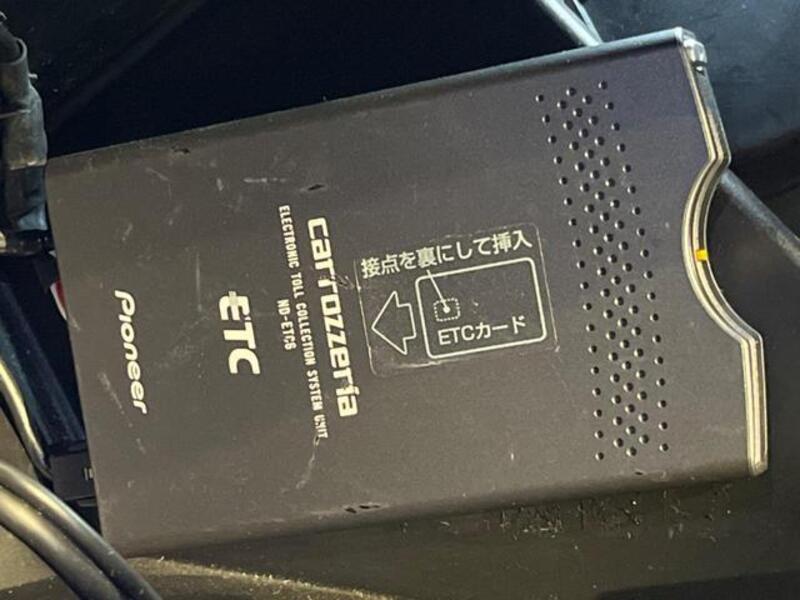 carrozzeria
ELECTRONIC TOLL COLLECTION SYSTEM UNIT
ND-ETC6
ETC
Pioneer
接点を裏にして挿入
ETCカード